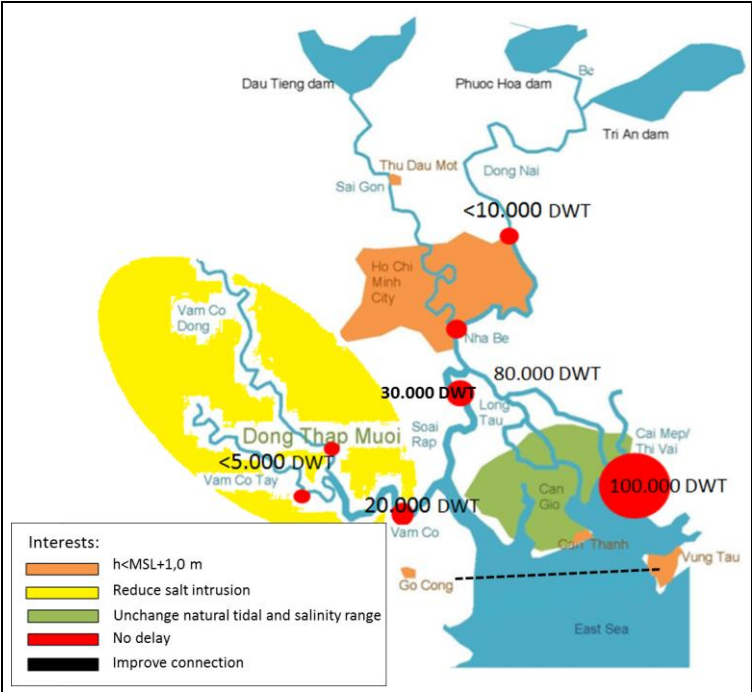 Dau Tieng dam
Phuoc Hoa dam
Be
Tri An dam
Thu Dau Mot
Dong Nai
Sai Gon
<10.000 DWT
Ho Chi
Minh
City
Vam Co
Dong
Nha Be
80.000 DWT
30.000 DWT
Long
Tau
Soai
Rap
Cai Mep/
Thi Vai
Dong Thap Muoi
<5.000 DWT
Vam Co Tay
100.000 DWT
Can
Gio
20.000 DWT
Vam Co
Can Thanh
Vung Tau
Go Cong
East Sea
Interests:
h<MSL+1,0 m
Reduce salt intrusion
Unchange natural tidal and salinity range
No delay
Improve connection